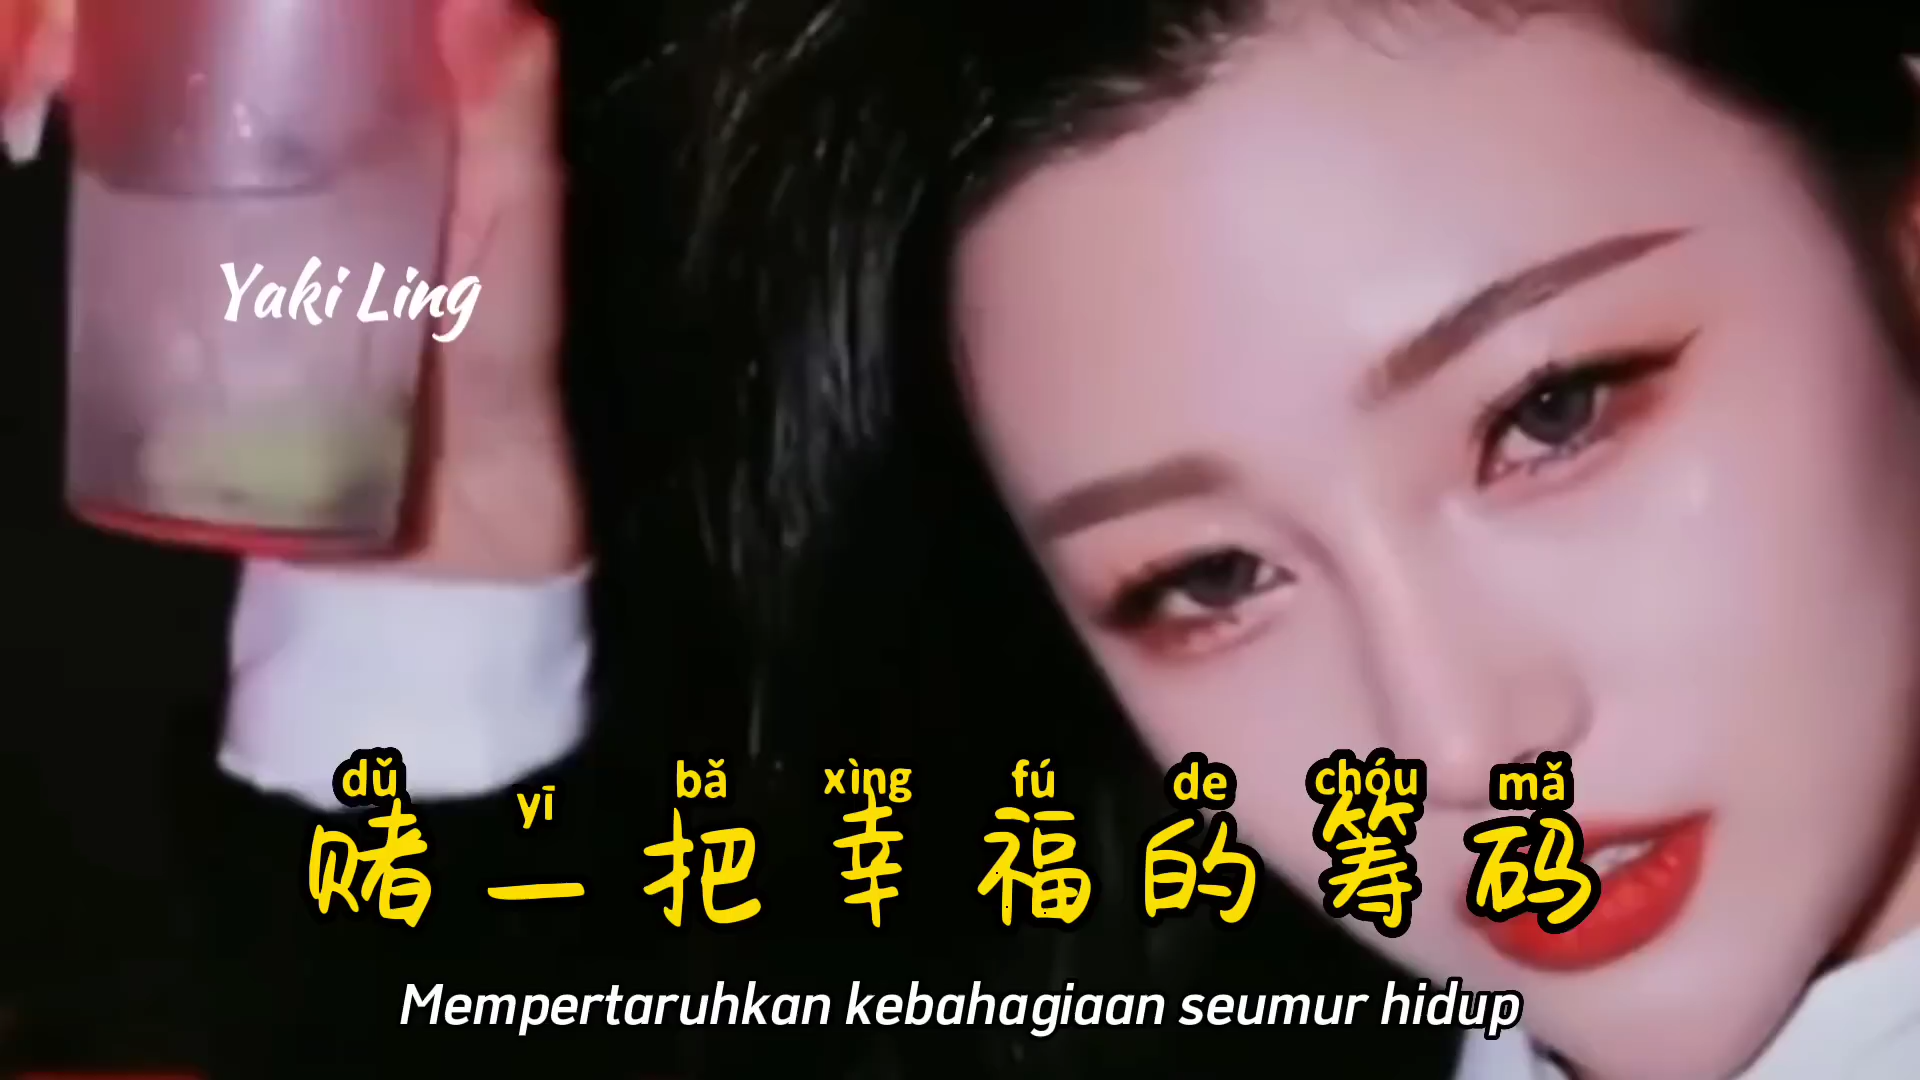 Yaki Ling
dǔ yī bǎ xìng fú de chóu mǎ
赌一把幸福的筹码
Mempertaruhkan kebahagiaan seumur hidup